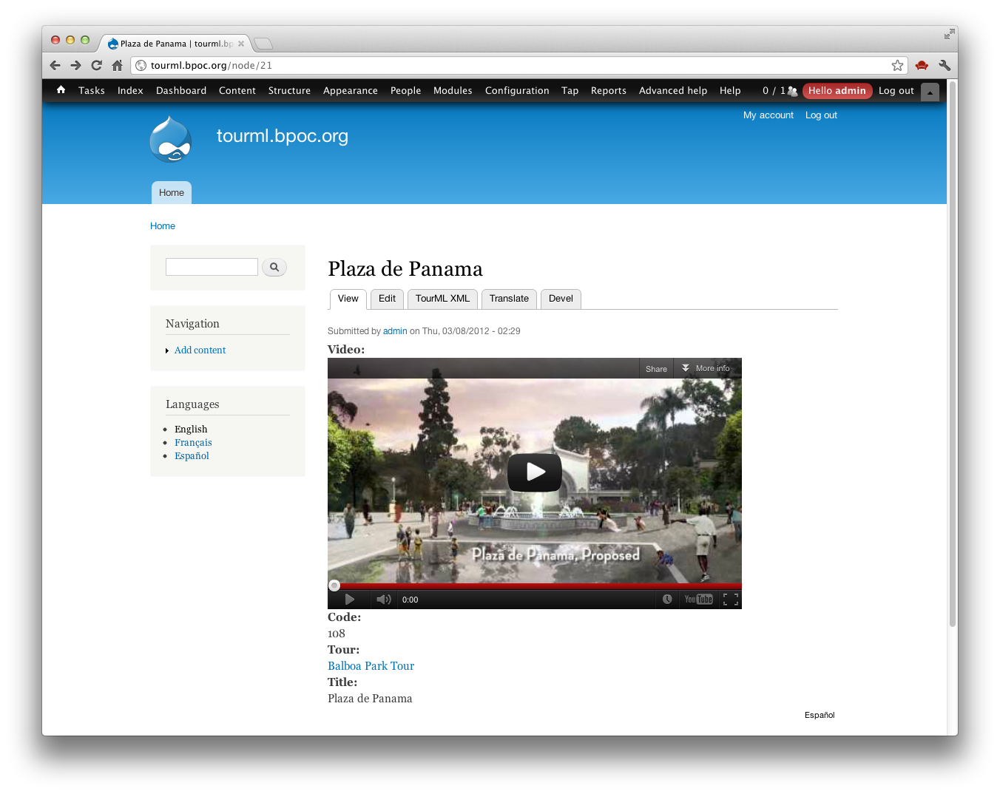 Plaza de Panama | tourml.bp
tourml.bpoc.org/node/21
Tasks Index Dashboard Content Structure Appearance People Modules Configuration Tap Reports Advanced help Help 0 / 1 Hello admin Log out
My account Log out
tourml.bpoc.org
Home
Home
Plaza de Panama
View Edit TourML XML Translate Devel
Navigation
Add content
Languages
English
Français
Español
Submitted by admin on Thu, 03/08/2012 - 02:29
Video:
Share More info
Plaza de Panama, Proposed
0:00 YouTube
Code:
108
Tour:
Balboa Park Tour
Title:
Plaza de Panama
Español